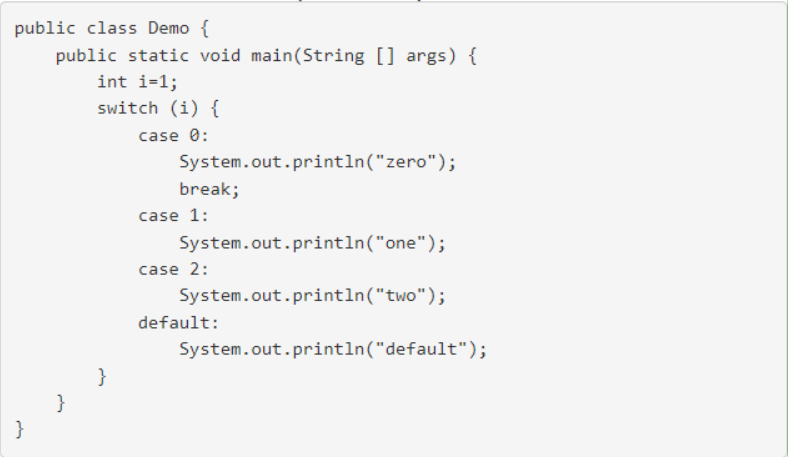 public class Demo {
    public static void main(String [] args) {
        int i=1;
        switch (i) {
            case 0:
                System.out.println("zero");
                break;
            case 1:
                System.out.println("one");
            case 2:
                System.out.println("two");
            default:
                System.out.println("default");
        }
    }
}